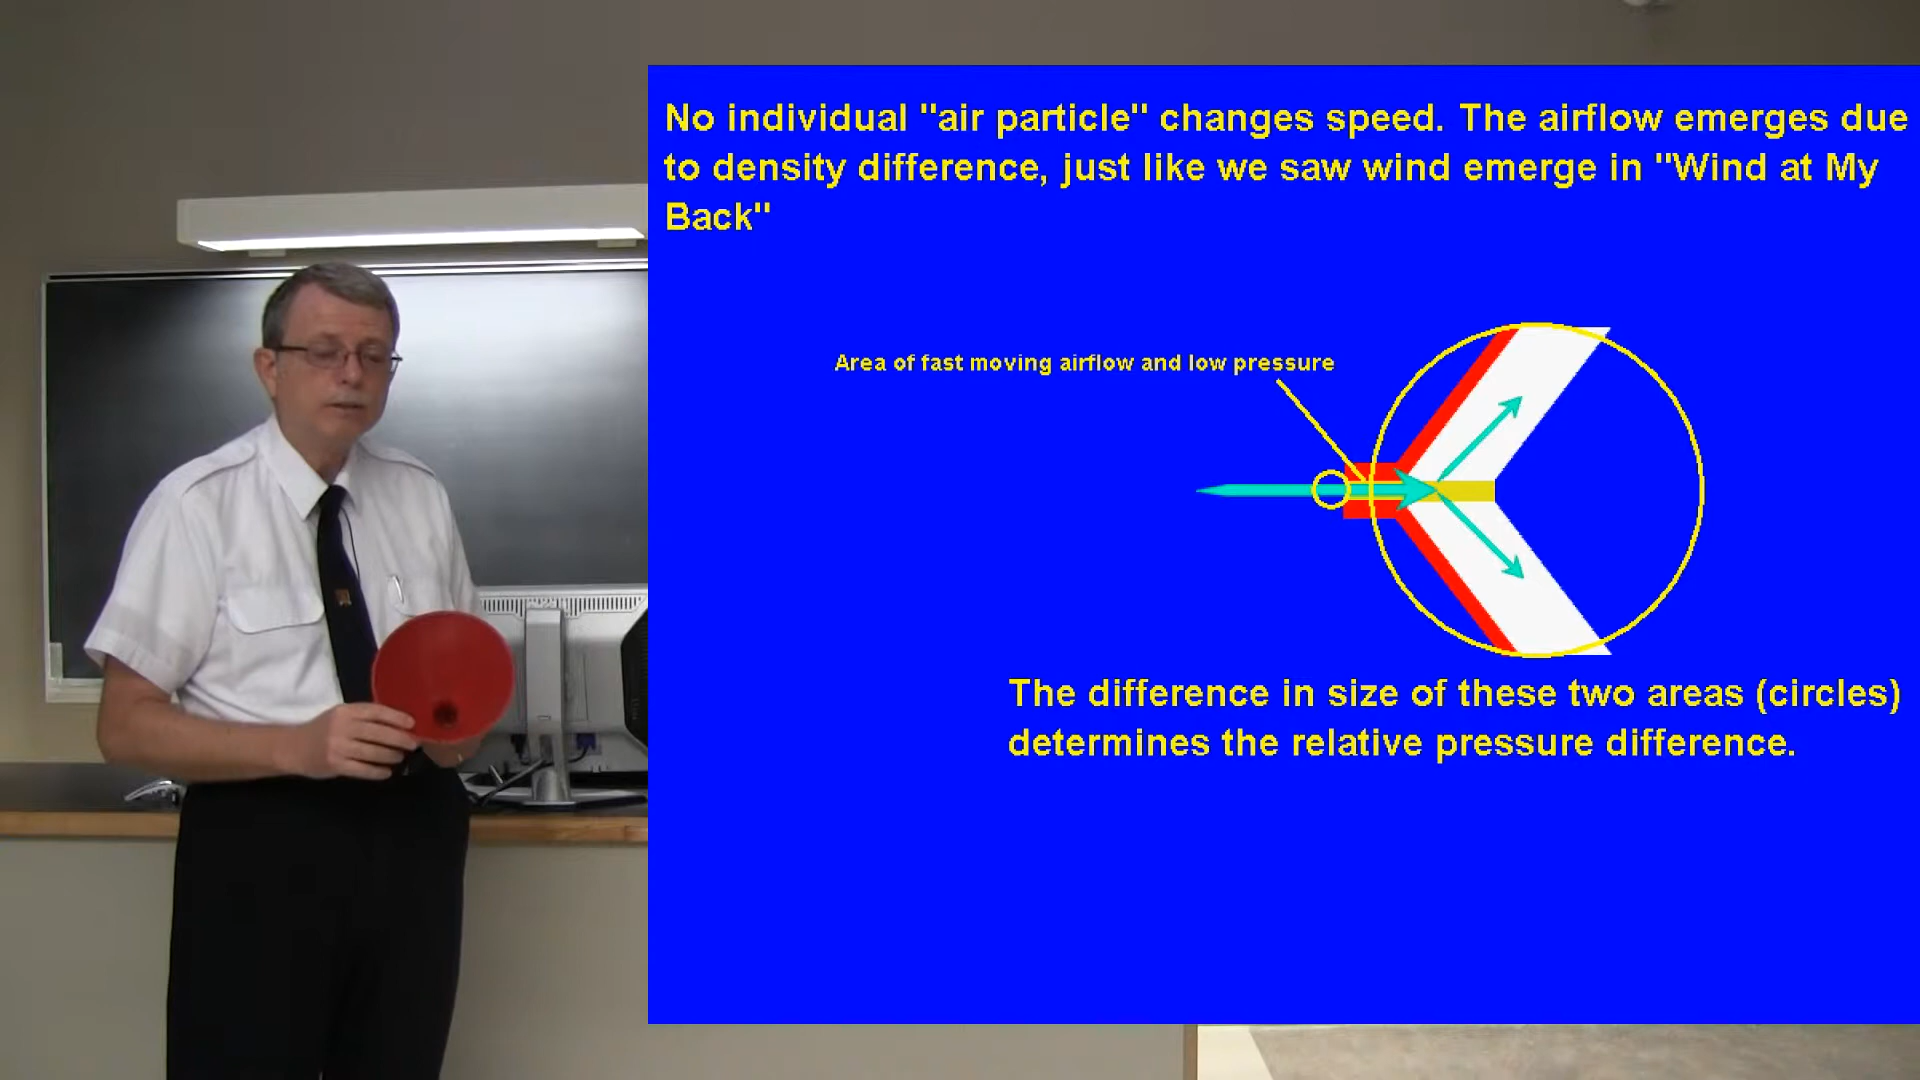 No individual "air particle" changes speed. The airflow emerges due
to density difference, just like we saw wind emerge in "Wind at My
Back"
Area of fast moving airflow and low pressure
The difference in size of these two areas (circles)
determines the relative pressure difference.